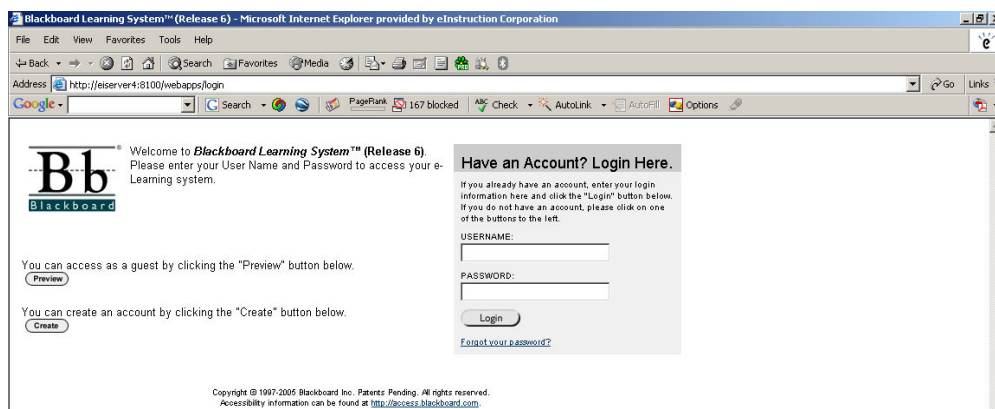 Blackboard Learning System™ (Release 6) - Microsoft Internet Explorer provided by eInstruction Corporation
File Edit View Favorites Tools Help
Back Search Favorites Media
Address http://eiserver4:8100/webapps/login Go Links
Google Search PageRank 167 blocked ABC Check AutoLink AutoFill Options
Bb
Blackboard
Welcome to Blackboard Learning System™ (Release 6).
Please enter your User Name and Password to access your e-
Learning system.
You can access as a guest by clicking the "Preview" button below.
Preview
You can create an account by clicking the "Create" button below.
Create
Have an Account? Login Here.
If you already have an account, enter your login
information here and click the "Login" button below.
If you do not have an account, please click on one
of the buttons to the left.
USERNAME:
PASSWORD:
Login
Forgot your password?
Copyright © 1997-2005 Blackboard Inc. Patents Pending. All rights reserved.
Accessibility information can be found at http://access.blackboard.com.